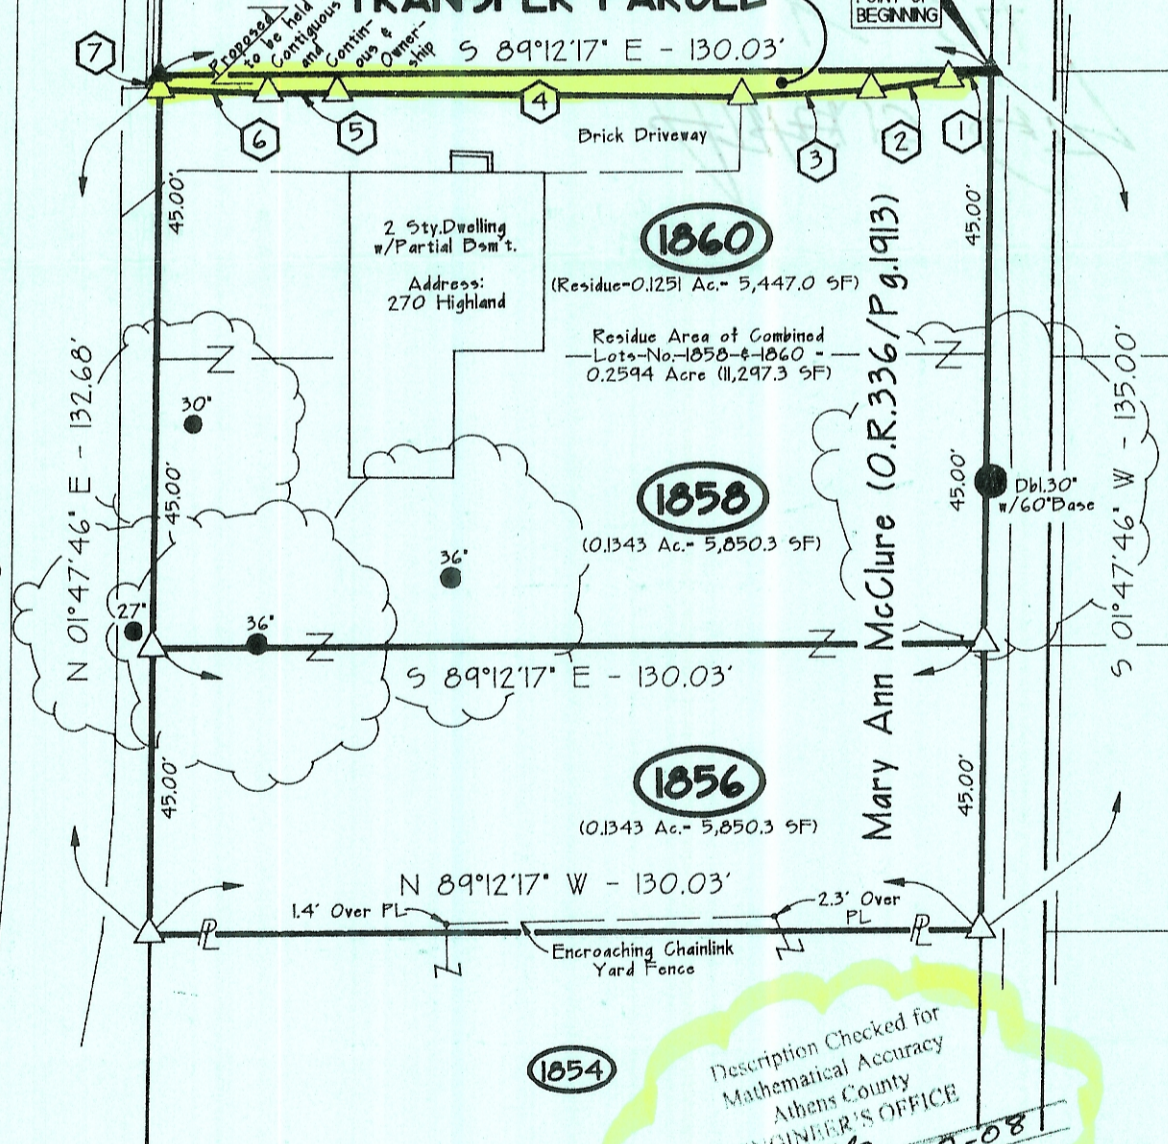 TRANSFER PARCEL
POINT OF
BEGINNING
Proposed
to be held
Contiguous
and
Contin-
ous &
Owner-
ship
S 89°12'17" E - 130.03'
7
6
5
4
3
2
1
Brick Driveway
45.00'
45.00'
2 Sty.Dwelling
w/Partial Bsm't.
Address:
270 Highland
1860
(Residue-0.1251 Ac.- 5,447.0 SF)
Residue Area of Combined
Lots-No.-1858-&-1860 -
0.2594 Acre (11,297.3 SF)
Mary Ann McClure (O.R.336/Pg.1913)
N 01°47'46" E - 132.68'
S 01°47'46" W - 135.00'
30"
45.00'
45.00'
1858
(0.1343 Ac.- 5,850.3 SF)
Dbl.30"
w/60"Base
36"
27"
36"
S 89°12'17" E - 130.03'
45.00'
45.00'
1856
(0.1343 Ac.- 5,850.3 SF)
N 89°12'17" W - 130.03'
1.4' Over PL
2.3' Over
PL
PL
PL
Encroaching Chainlink
Yard Fence
1854
Description Checked for
Mathematical Accuracy
Athens County
ENGINEER'S OFFICE
-08